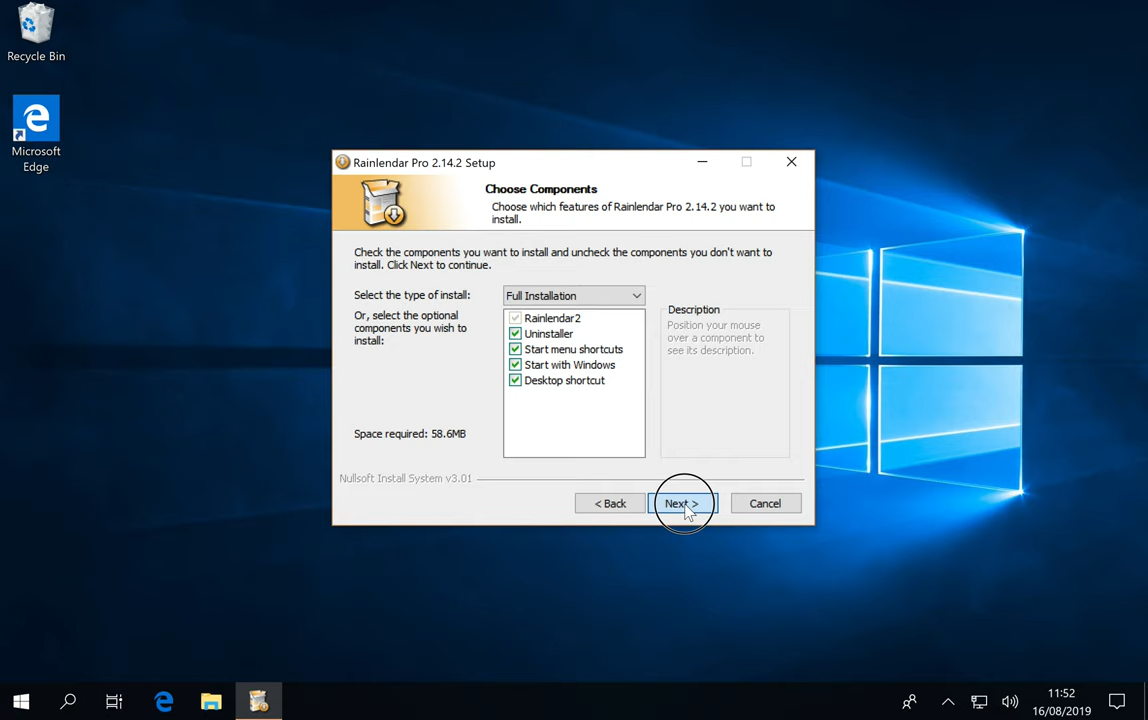 Recycle Bin
Microsoft
Edge
Rainlendar Pro 2.14.2 Setup
Choose Components
Choose which features of Rainlendar Pro 2.14.2 you want to
install.
Check the components you want to install and uncheck the components you don't want to
install. Click Next to continue.
Select the type of install:
Full Installation
Or, select the optional
components you wish to
install:
Rainlendar2
Uninstaller
Start menu shortcuts
Start with Windows
Desktop shortcut
Description
Position your mouse
over a component to
see its description.
Space required: 58.6MB
Nullsoft Install System v3.01
< Back
Next >
Cancel
11:52
16/08/2019